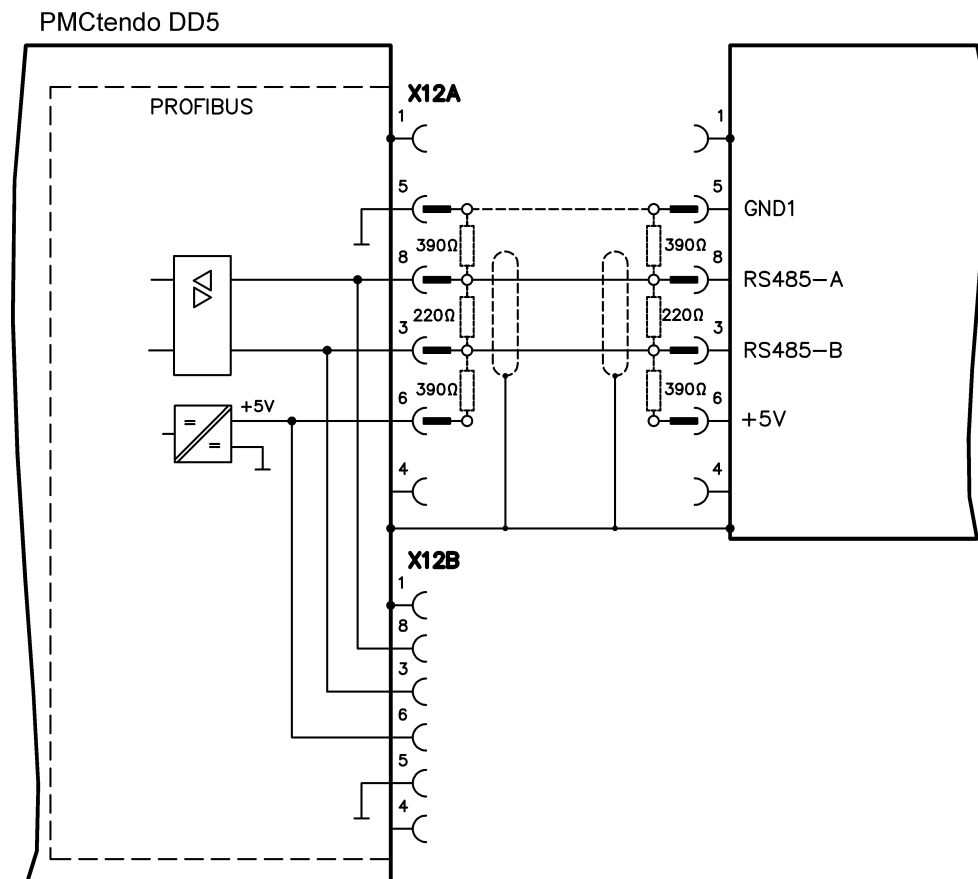 PMCtendo DD5
PROFIBUS
X12A
1
1
5
5
GND1
390Ω
390Ω
8
8
RS485-A
220Ω
220Ω
3
3
RS485-B
390Ω
390Ω
6
6
+5V
+5V
=
=
4
4
X12B
1
8
3
6
5
4